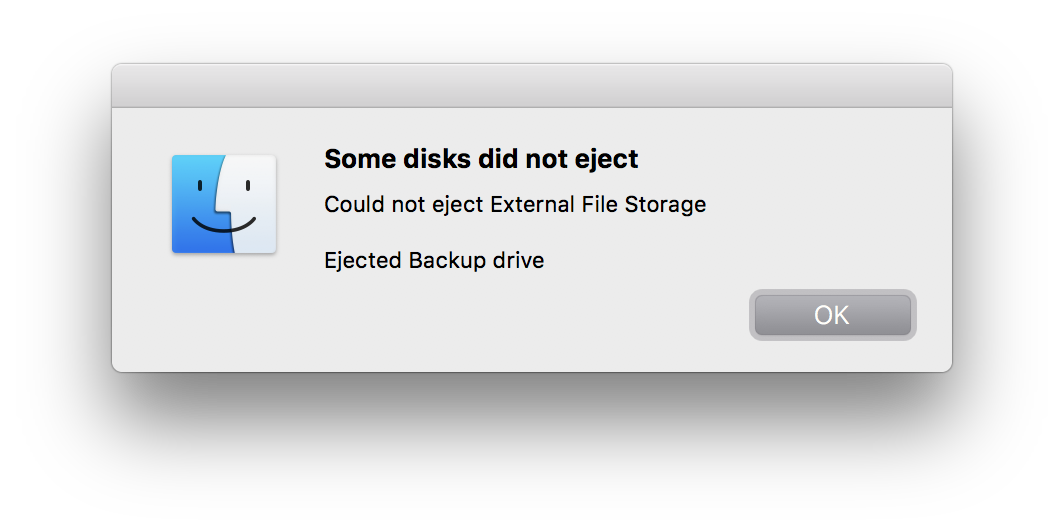 Some disks did not eject
Could not eject External File Storage
Ejected Backup drive
OK